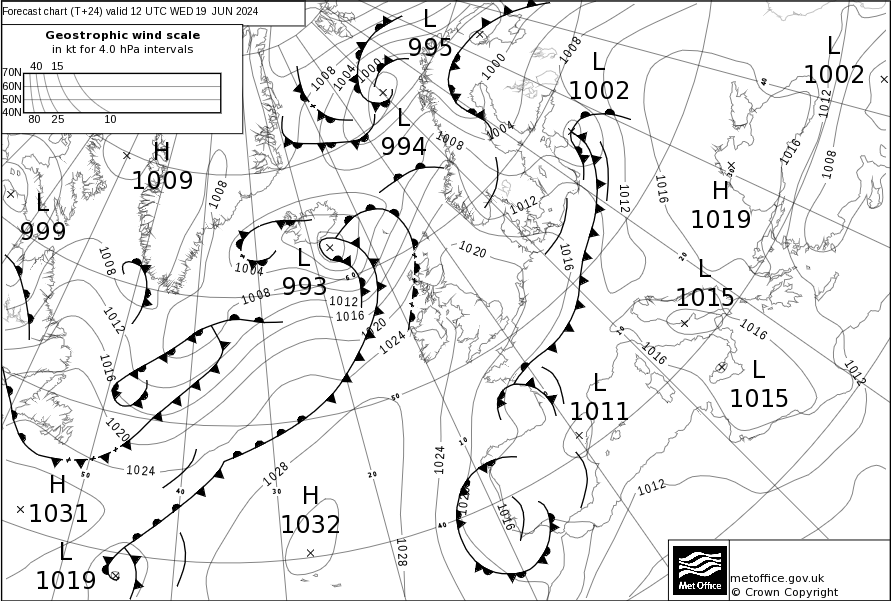 Forecast chart (T+24) valid 12 UTC WED 19 JUN 2024
Geostrophic wind scale
in kt for 4.0 hPa intervals
40 15
70N
60N
50N
40N
80 25 10
L
995
L
1002
L
1002
L
994
H
1009
L
999
H
1019
L
993
L
1015
L
1015
L
1011
H
1031
H
1032
L
1019
1008
1004
1000
1000
1008
1004
1008
1012
1016
1008
1012
1016
1012
1012
1016
1020
1008
1004
1008
1012
1016
1020
1024
1008
1012
1016
1020
1024
1028
1024
1028
1016
1016
1016
1012
1012
40
20
10
50
10
20
30
40
50
40
60
metoffice.gov.uk
© Crown Copyright
Met Office